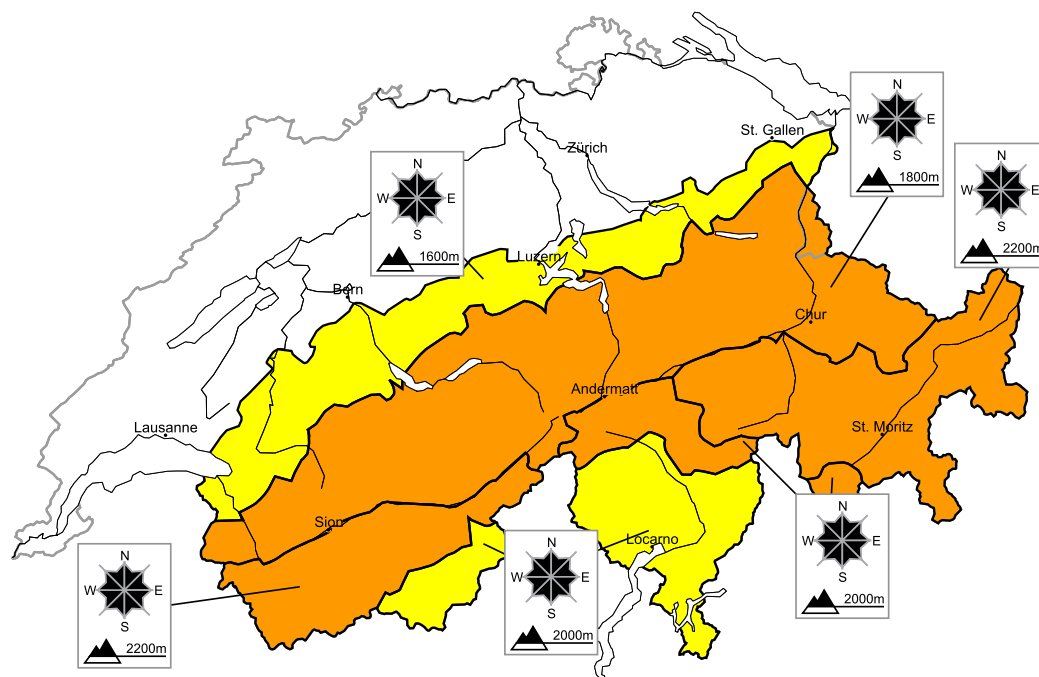 N
W E
S
1800m
St. Gallen
Zürich
N
W E
S
2200m
N
W E
S
1600m
Luzern
Bern
Chur
Andermatt
St. Moritz
Lausanne
Sion
Locarno
N
W E
S
2000m
N
W E
S
2000m
N
W E
S
2200m